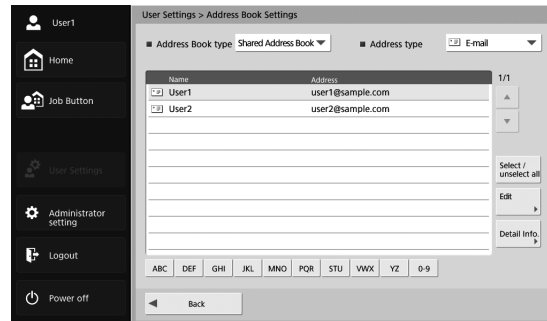 User1
Home
Job Button
User Settings
Administrator
setting
Logout
Power off
User Settings > Address Book Settings
Address Book type Shared Address Book
Address type E-mail
Name Address
User1 user1@sample.com
User2 user2@sample.com
1/1
Select /
unselect all
Edit
Detail Info.
ABC DEF GHI JKL MNO PQR STU VWX YZ 0-9
Back